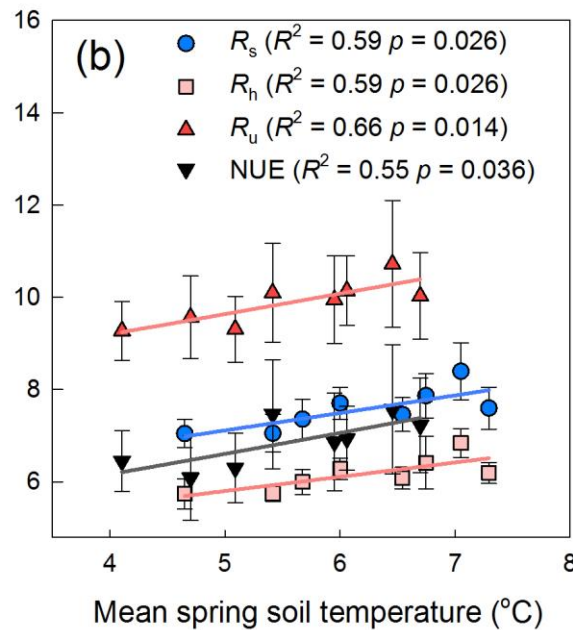 16
(b)
Rs (R² = 0.59 p = 0.026)
Rh (R² = 0.59 p = 0.026)
Ru (R² = 0.66 p = 0.014)
NUE (R² = 0.55 p = 0.036)
14
12
10
8
6
4 5 6 7 8
Mean spring soil temperature (°C)